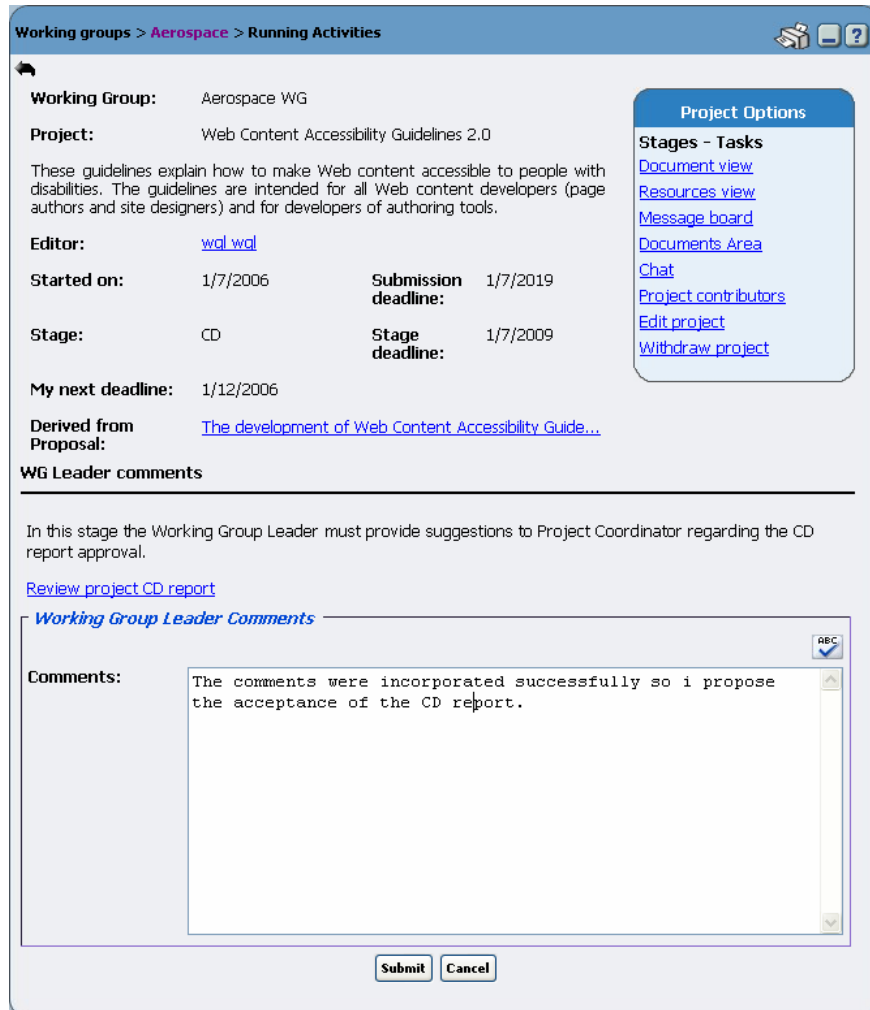 Working groups > Aerospace > Running Activities
?
Working Group: Aerospace WG
Project: Web Content Accessibility Guidelines 2.0
These guidelines explain how to make Web content accessible to people with
disabilities. The guidelines are intended for all Web content developers (page
authors and site designers) and for developers of authoring tools.
Editor: wgl wgl
Started on: 1/7/2006 Submission deadline: 1/7/2019
Stage: CD Stage deadline: 1/7/2009
My next deadline: 1/12/2006
Derived from Proposal: The development of Web Content Accessibility Guide...
Project Options
Stages - Tasks
Document view
Resources view
Message board
Documents Area
Chat
Project contributors
Edit project
Withdraw project
WG Leader comments
In this stage the Working Group Leader must provide suggestions to Project Coordinator regarding the CD
report approval.
Review project CD report
Working Group Leader Comments
ABC
Comments: The comments were incorporated successfully so i propose
the acceptance of the CD report.
Submit Cancel